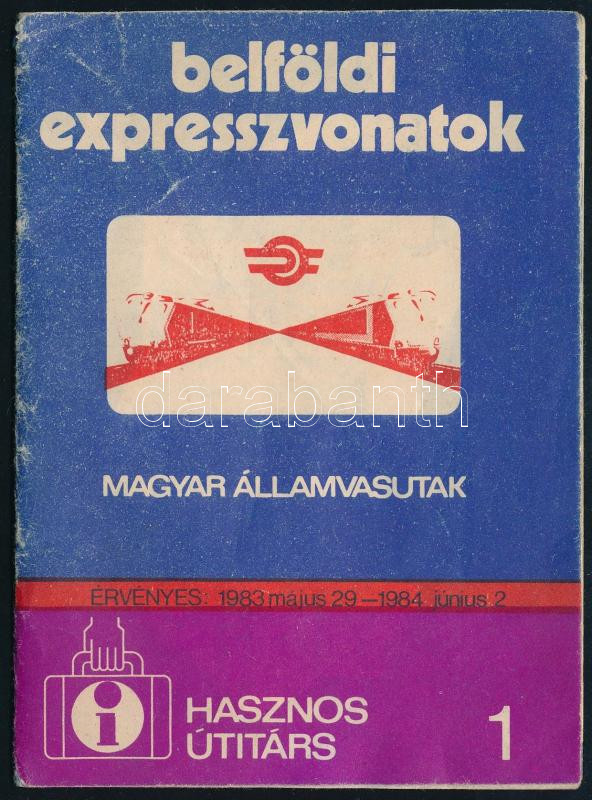 belföldi
expresszvonatok
darabanth
MAGYAR ÁLLAMVASUTAK
ÉRVÉNYES: 1983 május 29—1984 június 2
i
HASZNOS
ÚTITÁRS
1